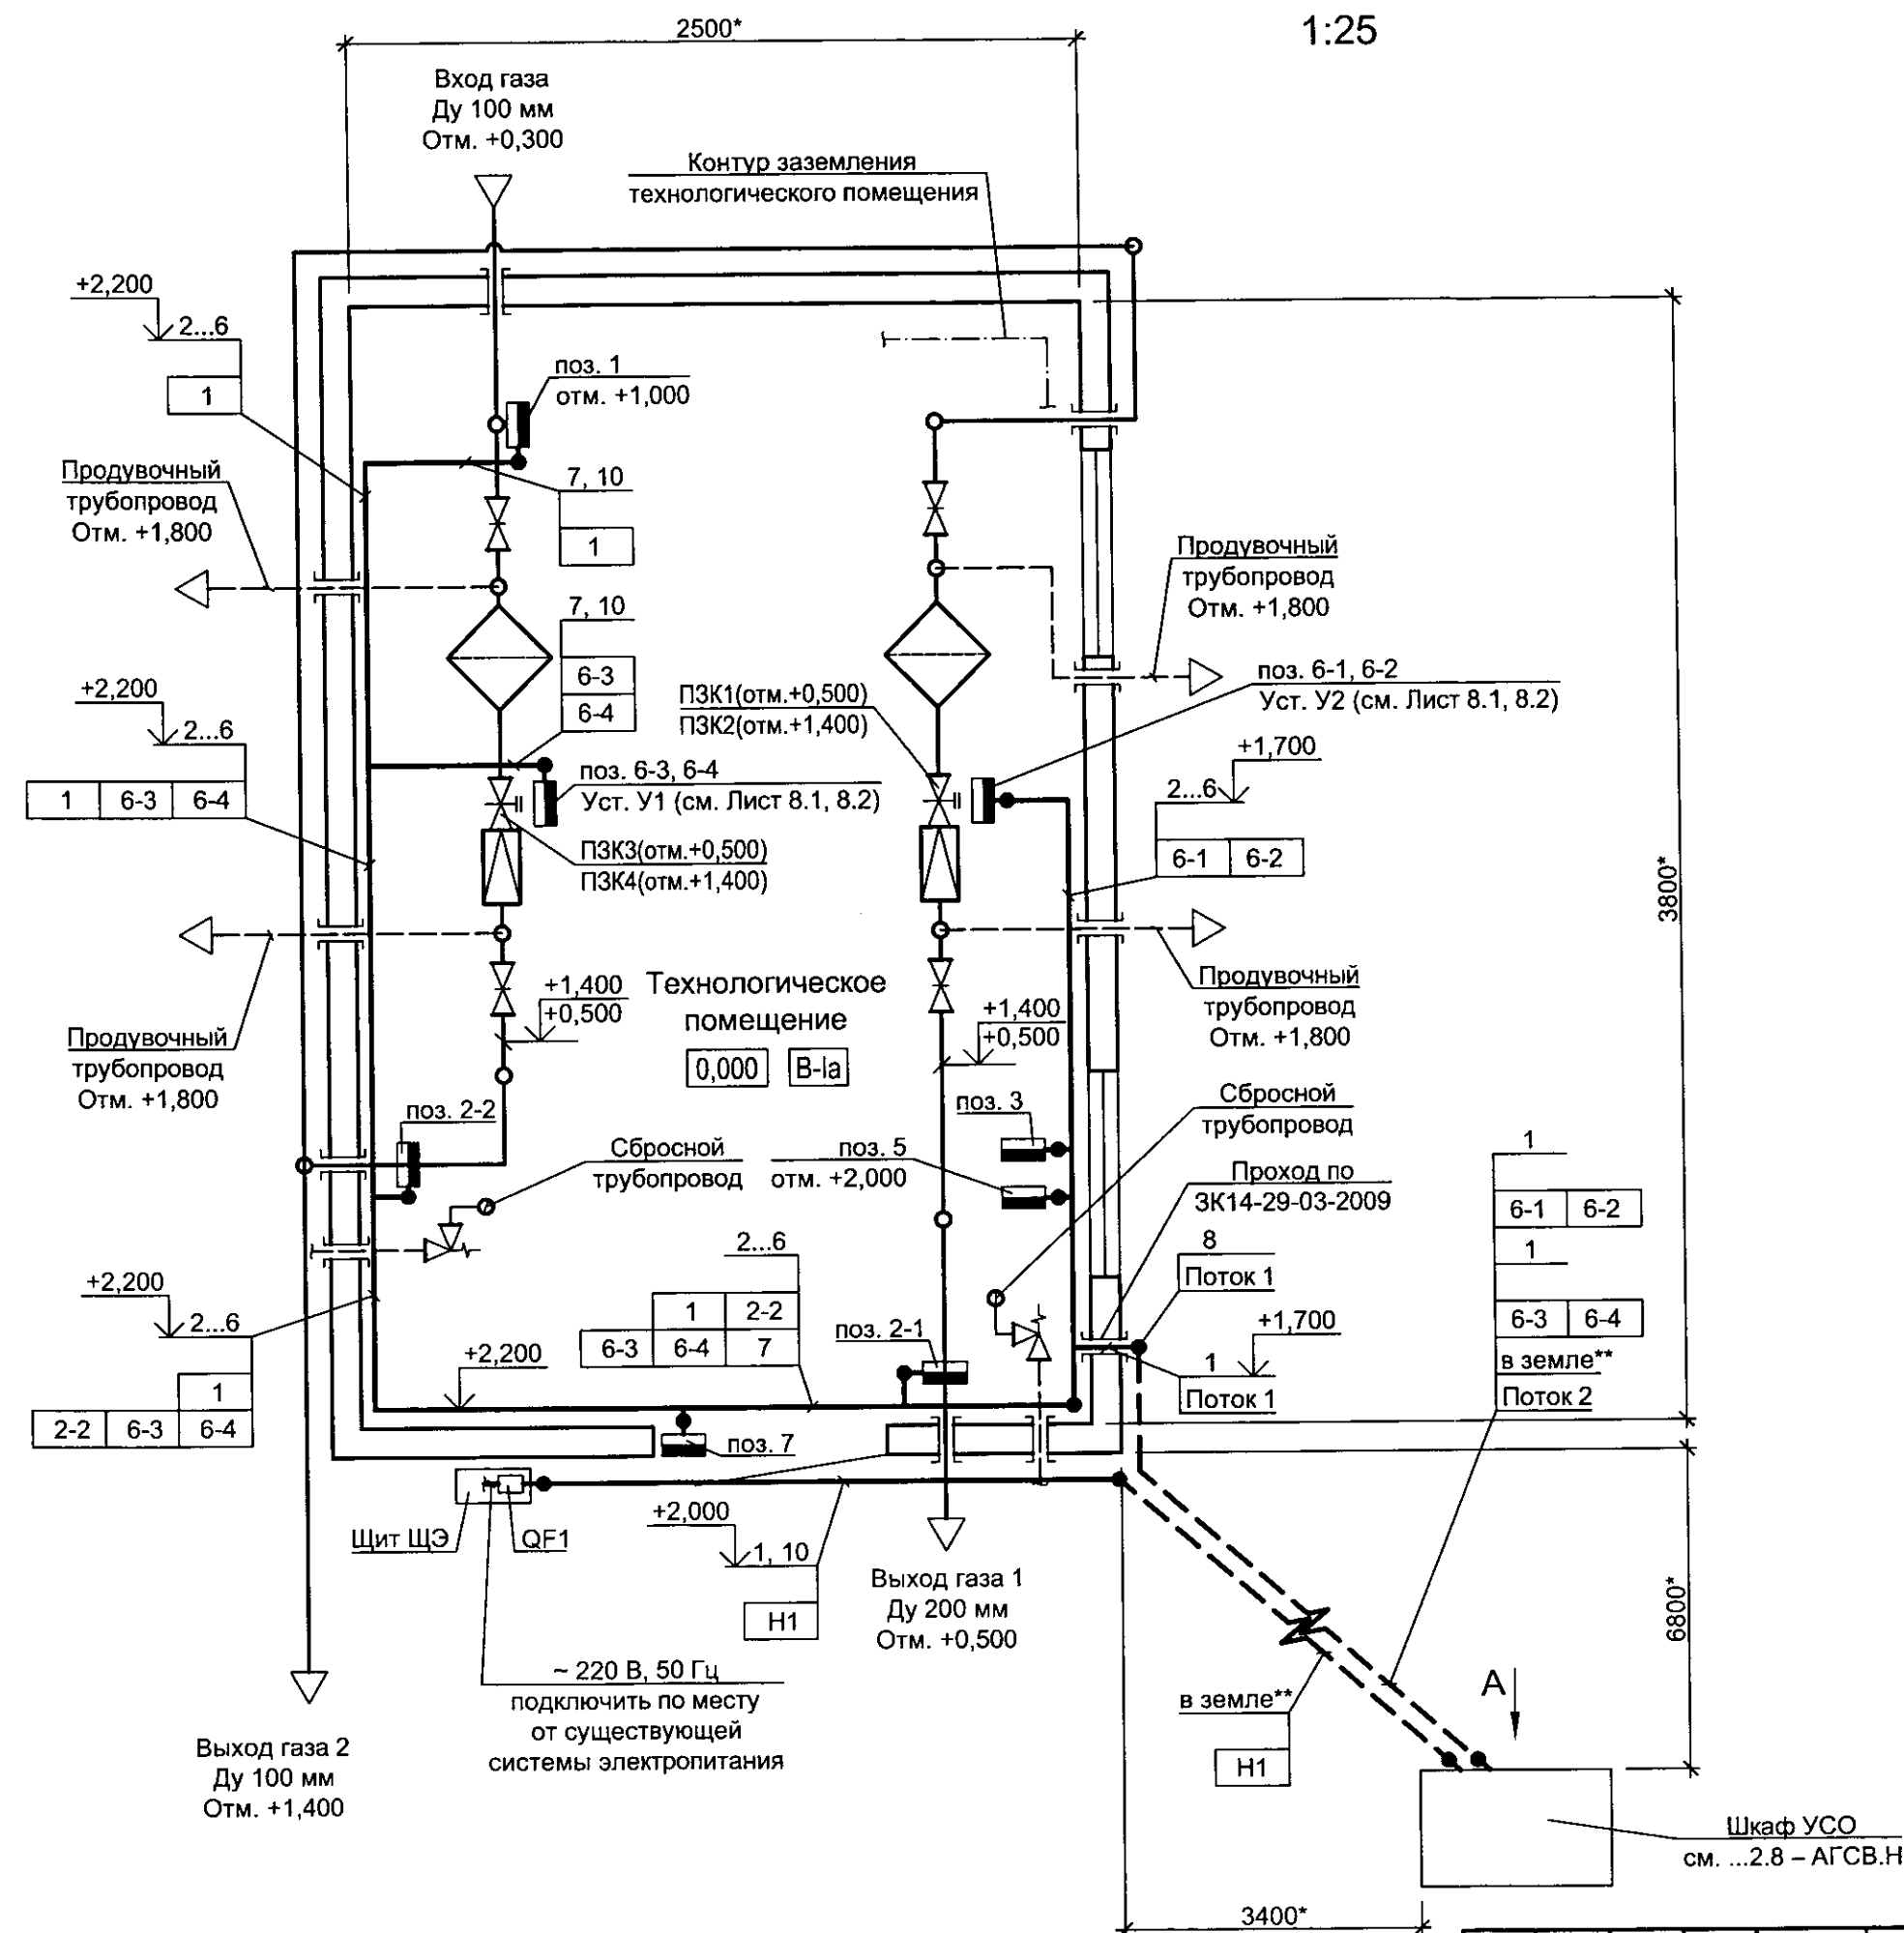 2500*
1:25
Вход газа
Ду 100 мм
Отм. +0,300
Контур заземления
технологического помещения
+2,200
2...6
1
поз. 1
отм. +1,000
Продувочный
трубопровод
Отм. +1,800
7, 10
1
Продувочный
трубопровод
Отм. +1,800
7, 10
6-3
6-4
ПЗК1(отм.+0,500)
ПЗК2(отм.+1,400)
поз. 6-1, 6-2
Уст. У2 (см. Лист 8.1, 8.2)
+2,200
2...6
1 6-3 6-4
поз. 6-3, 6-4
Уст. У1 (см. Лист 8.1, 8.2)
+1,700
2...6
6-1 6-2
ПЗК3(отм.+0,500)
ПЗК4(отм.+1,400)
3800*
Продувочный
трубопровод
Отм. +1,800
+1,400
+0,500
Технологическое
помещение
0,000 В-Iа
+1,400
+0,500
Продувочный
трубопровод
Отм. +1,800
поз. 2-2
поз. 3
Сбросной
трубопровод
Сбросной
трубопровод
поз. 5
отм. +2,000
Проход по
ЗК14-29-03-2009
1
6-1 6-2
1
6-3 6-4
в земле**
Поток 2
8
Поток 1
+2,200
2...6
1
2-2 6-3 6-4
2...6
1 2-2
6-3 6-4 7
поз. 2-1
+1,700
1
Поток 1
+2,200
поз. 7
Щит ЩЭ
QF1
+2,000
1, 10
Н1
Выход газа 1
Ду 200 мм
Отм. +0,500
6800*
~ 220 В, 50 Гц
подключить по месту
от существующей
системы электропитания
в земле**
Н1
А
Выход газа 2
Ду 100 мм
Отм. +1,400
Шкаф УСО
см. ...2.8 – АГСВ.Н
3400*